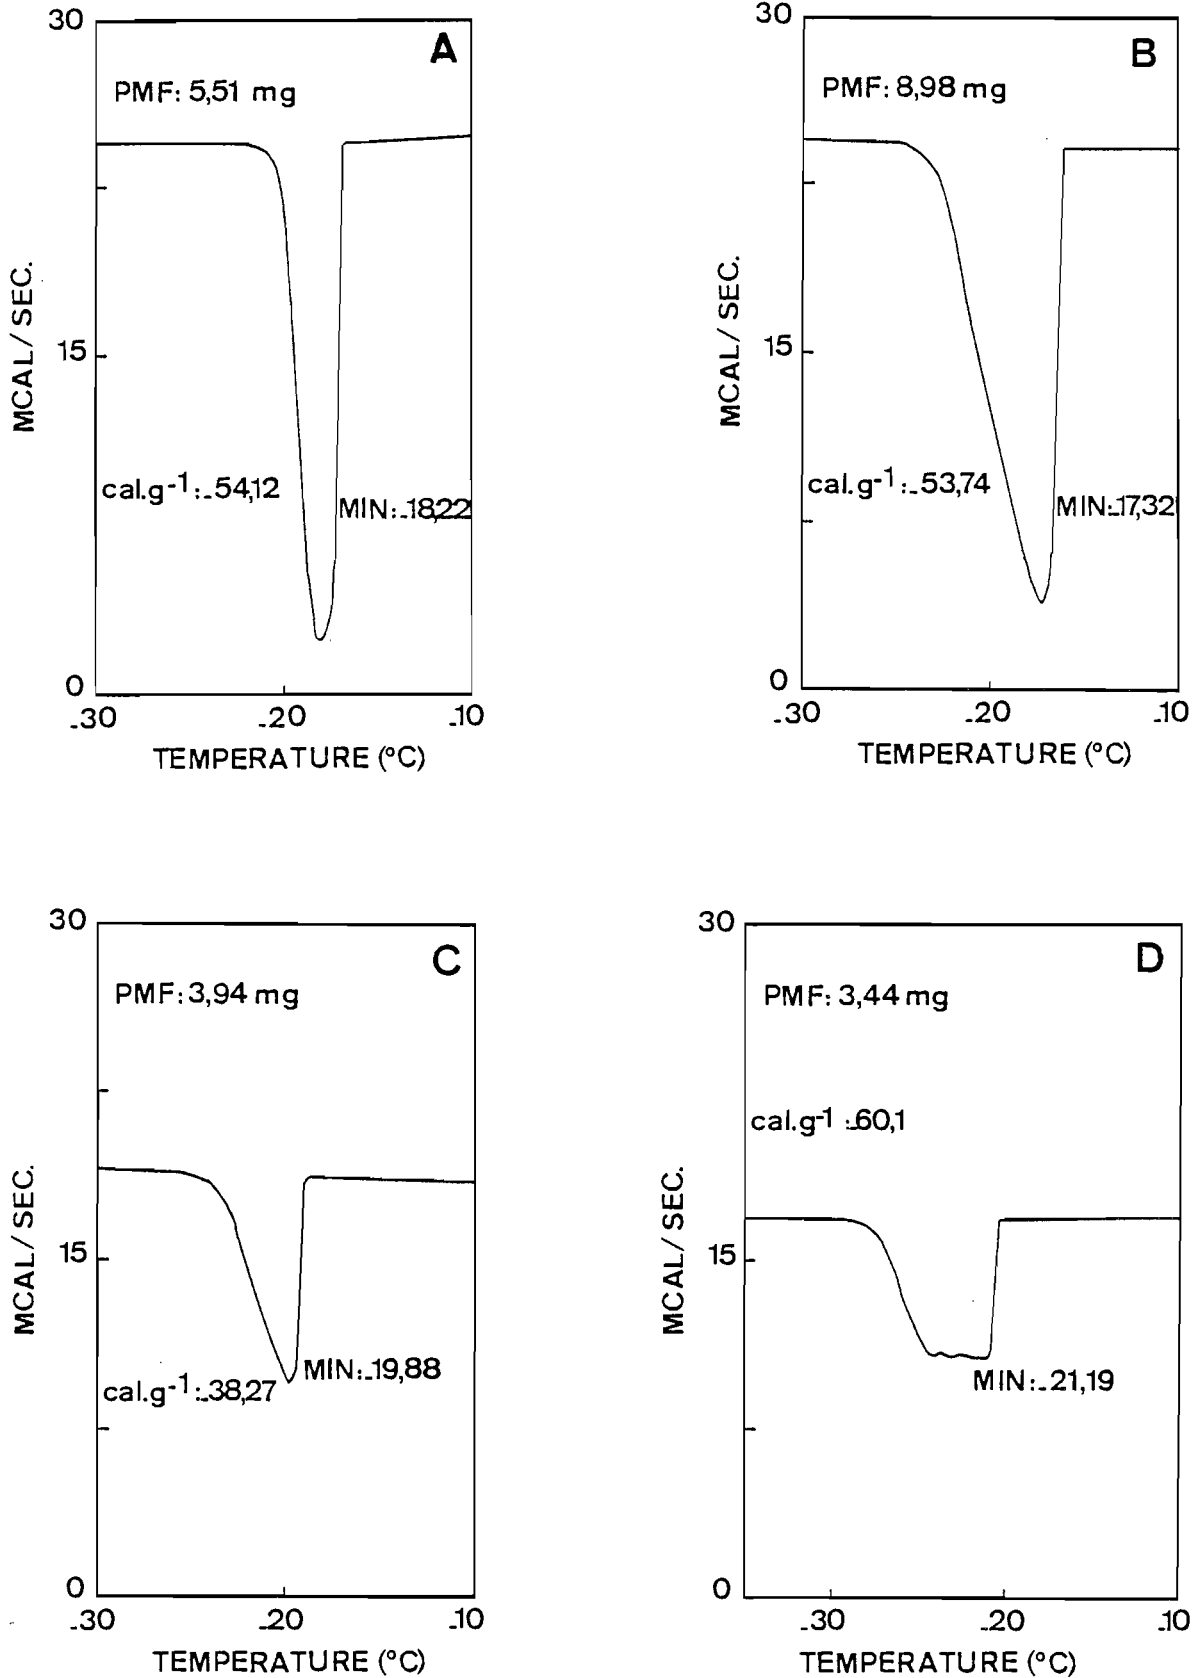 30
A
PMF: 5,51 mg
MCAL/SEC.
15
cal.g-1:-54,12
MIN:-18,22
0
-30
-20
-10
TEMPERATURE (°C)
30
B
PMF: 8,98 mg
MCAL/SEC.
15
cal.g-1:-53,74
MIN:-17,32
0
-30
-20
-10
TEMPERATURE (°C)
30
C
PMF: 3,94 mg
MCAL/SEC.
15
cal.g-1:-38,27
MIN:-19,88
0
-30
-20
-10
TEMPERATURE (°C)
30
D
PMF: 3,44 mg
cal.g-1:-60,1
MCAL/SEC.
15
MIN:-21,19
0
-30
-20
-10
TEMPERATURE (°C)